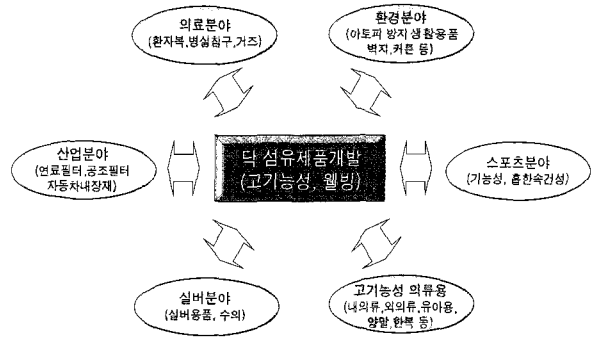 의료분야
(환자복,병실침구,거즈)
환경분야
(아토피 방지 생활용품
벽지,커튼 등)
산업분야
(연료필터,공조필터
자동차내장재)
닥 섬유제품개발
(고기능성, 웰빙)
스포츠분야
(기능성, 흡한속건성)
실버분야
(실버용품, 수의)
고기능성 의류용
(내의류,외의류,유아용,
양말,한복 등)